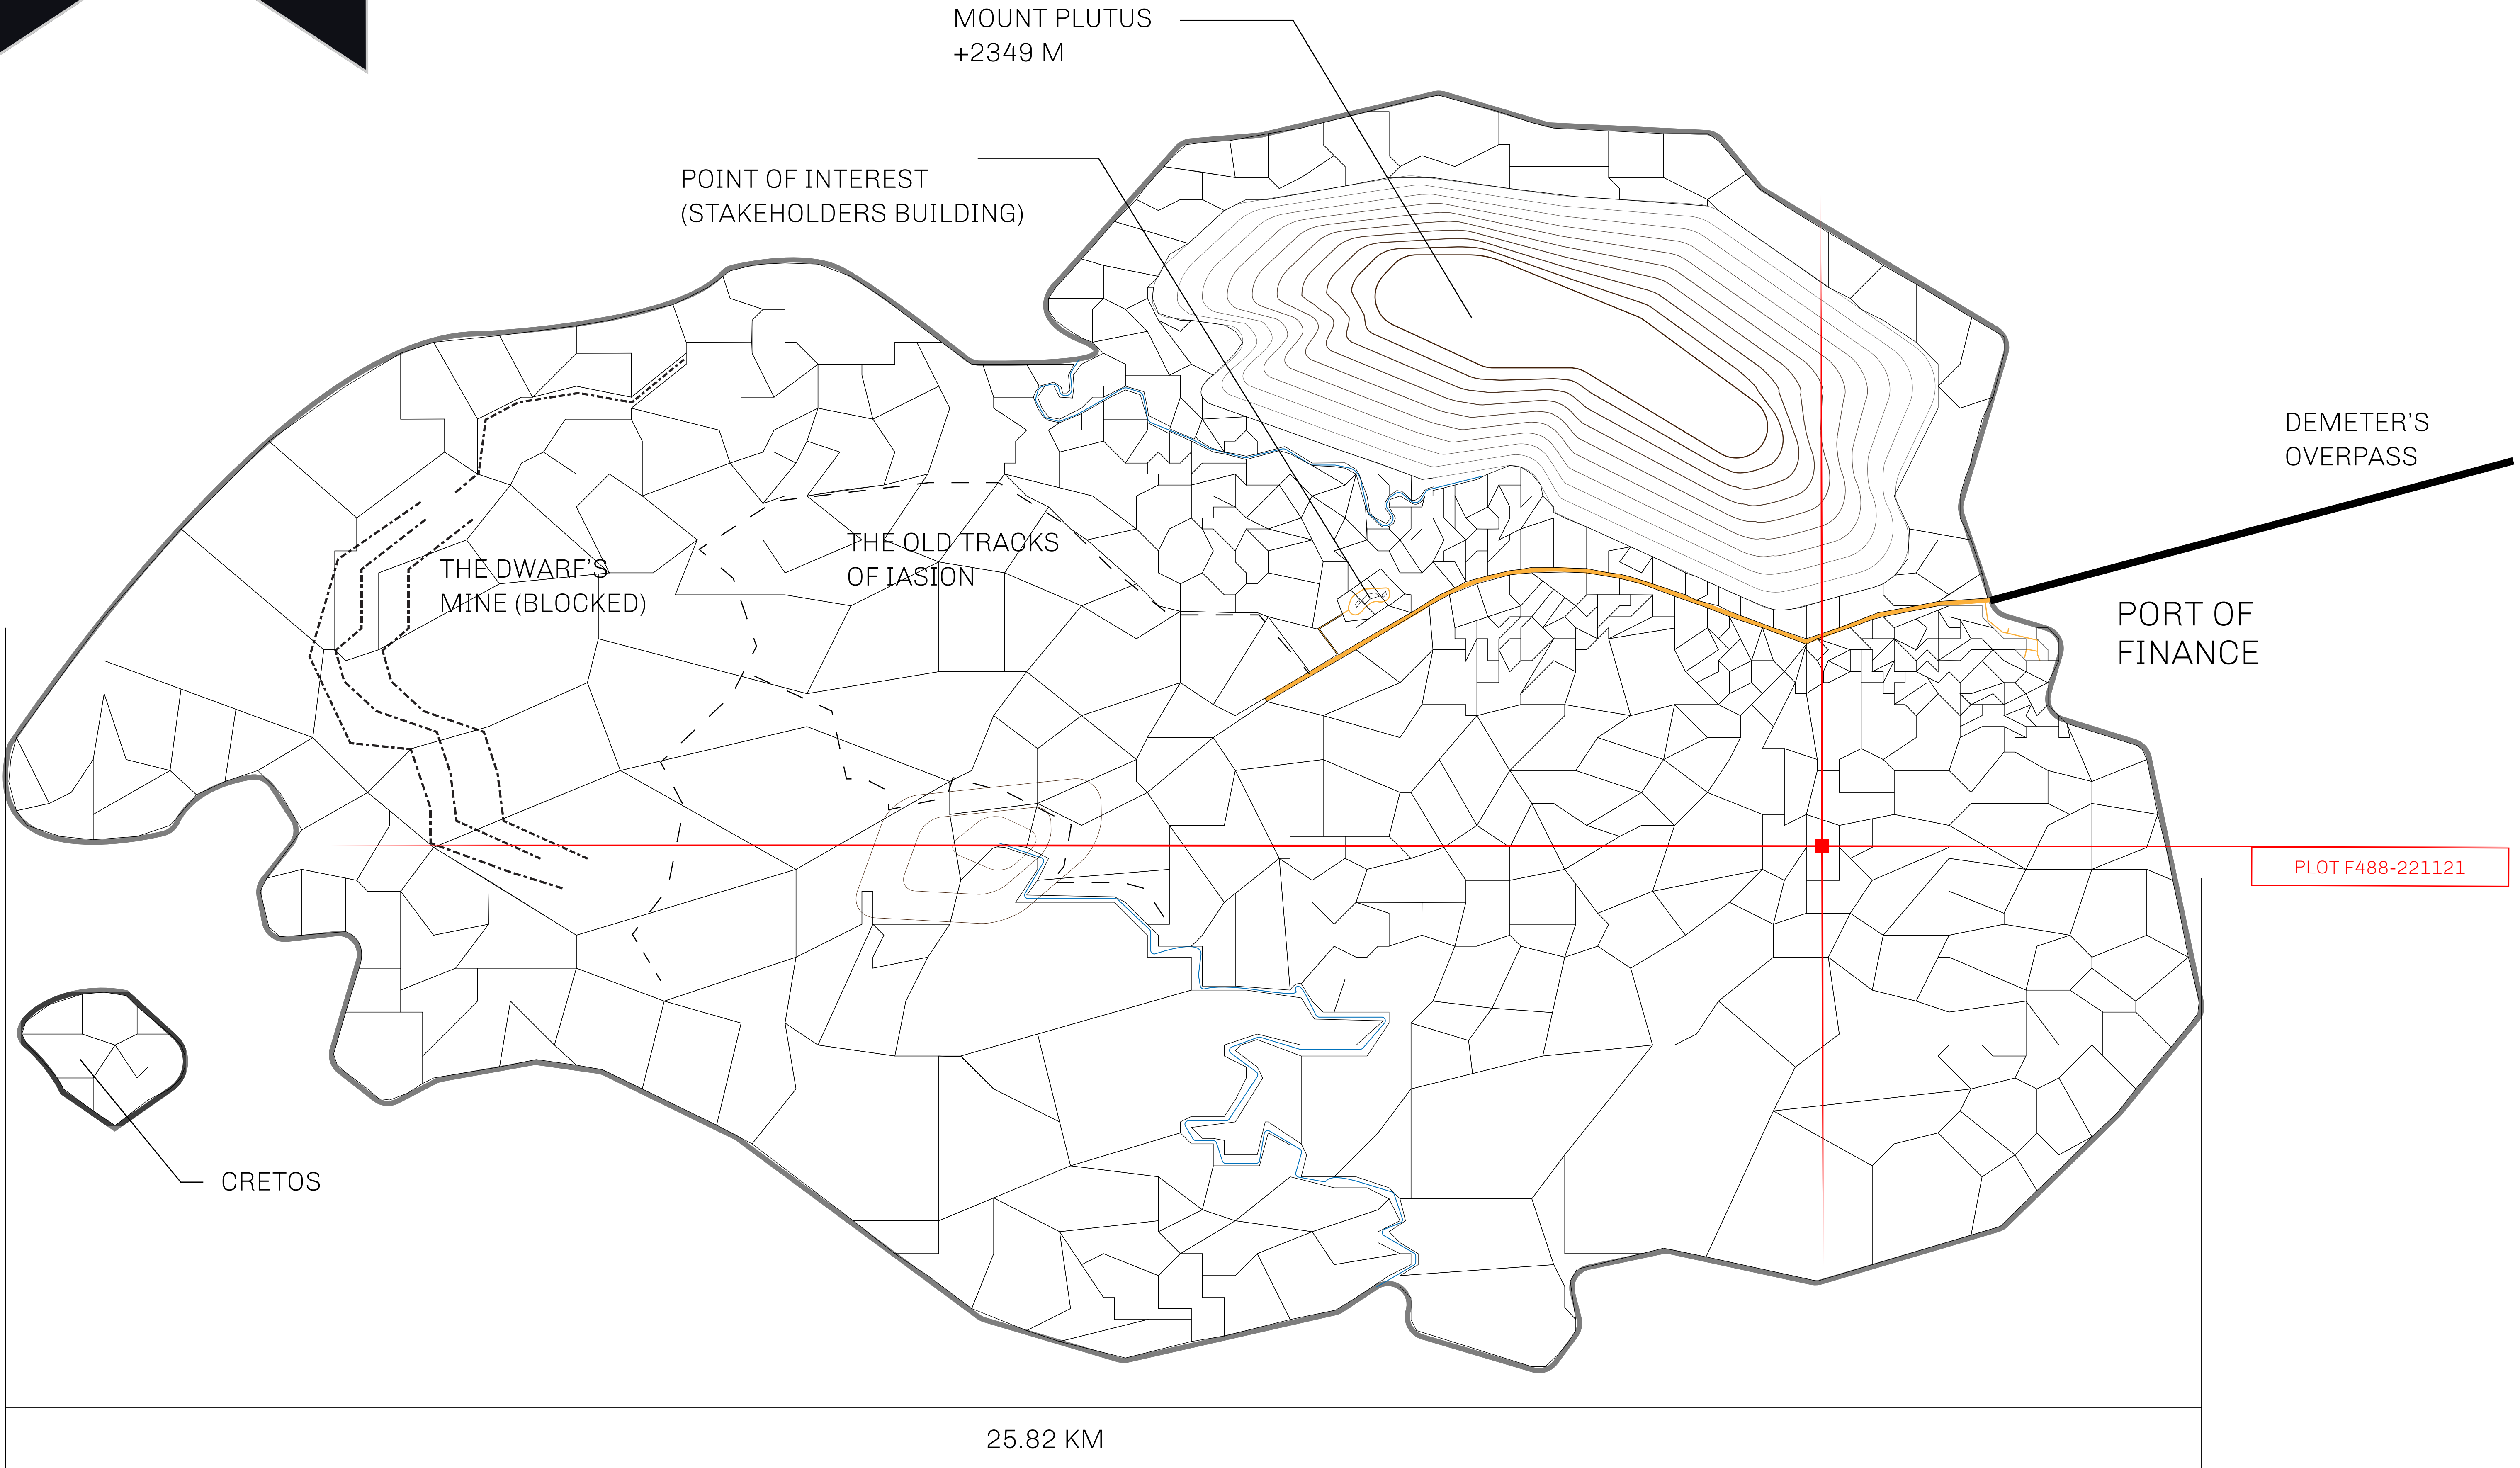 MOUNT PLUTUS
+2349 M
POINT OF INTEREST
(STAKEHOLDERS BUILDING)
DEMETER'S
OVERPASS
THE OLD TRACKS
OF IASION
THE DWARF'S
MINE (BLOCKED)
PORT OF
FINANCE
PLOT F488-221121
CRETOS
25.82 KM